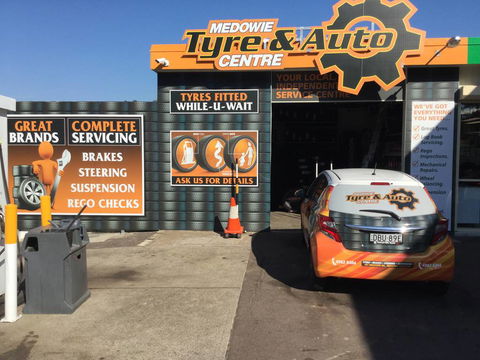 MEDOWIE
Tyre & Auto
CENTRE
YOUR LOCAL
INDEPENDENT
SERVICE CENTRE
TYRES FITTED
WHILE-U-WAIT
ASK US FOR DETAILS
GREAT
BRANDS
COMPLETE
SERVICING
BRAKES
STEERING
SUSPENSION
REGO CHECKS
WE'VE GOT
EVERYTHING
YOU NEED!
Great Tyres.
Log Book
Servicing.
Rego
Inspections.
Mechanical
Repairs.
Wheel
Tyre & Auto